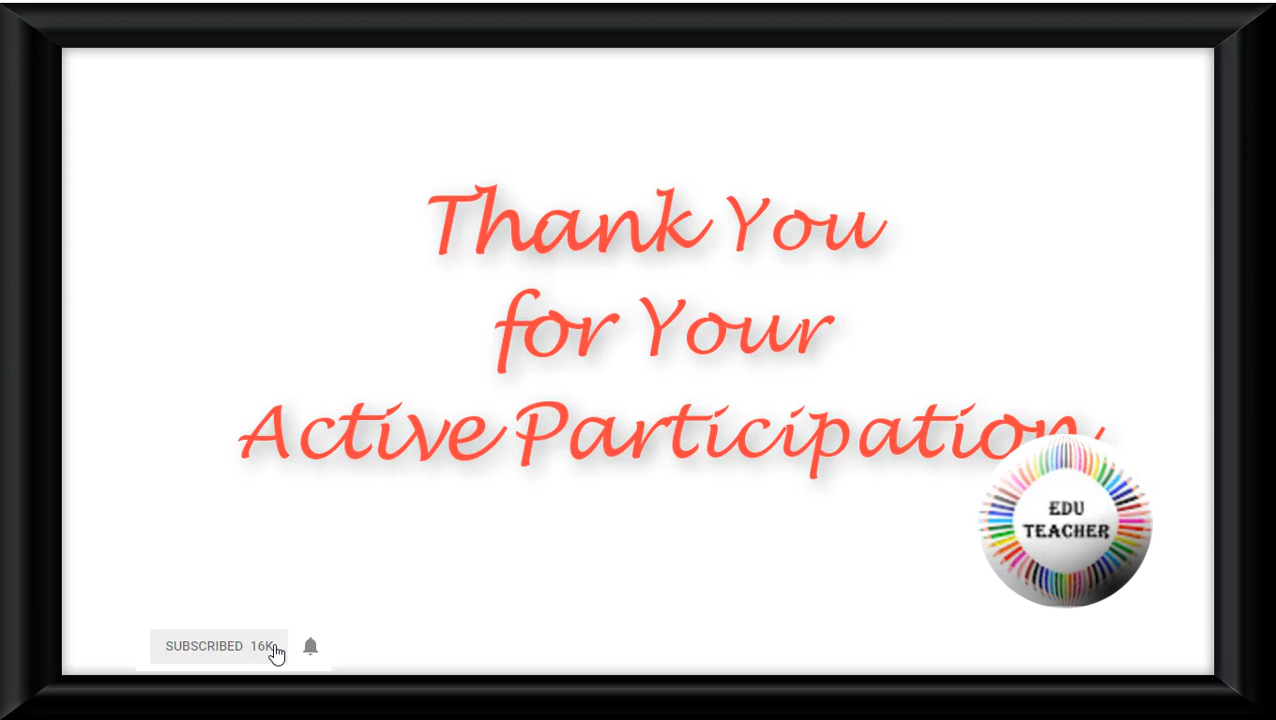 Thank You
for Your
Active Participation
EDU
TEACHER
SUBSCRIBED 16K